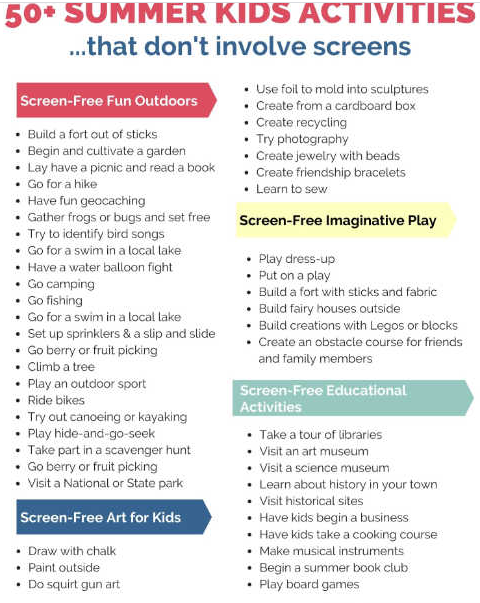 50+ SUMMER KIDS ACTIVITIES
...that don't involve screens
Screen-Free Fun Outdoors
• Build a fort out of sticks
• Begin and cultivate a garden
• Lay have a picnic and read a book
• Go for a hike
• Have fun geocaching
• Gather frogs or bugs and set free
• Try to identify bird songs
• Go for a swim in a local lake
• Have a water balloon fight
• Go camping
• Go fishing
• Go for a swim in a local lake
• Set up sprinklers & a slip and slide
• Go berry or fruit picking
• Climb a tree
• Play an outdoor sport
• Ride bikes
• Try out canoeing or kayaking
• Play hide-and-go-seek
• Take part in a scavenger hunt
• Go berry or fruit picking
• Visit a National or State park
Screen-Free Art for Kids
• Draw with chalk
• Paint outside
• Do squirt gun art
• Use foil to mold into sculptures
• Create from a cardboard box
• Create recycling
• Try photography
• Create jewelry with beads
• Create friendship bracelets
• Learn to sew
Screen-Free Imaginative Play
• Play dress-up
• Put on a play
• Build a fort with sticks and fabric
• Build fairy houses outside
• Build creations with Legos or blocks
• Create an obstacle course for friends
and family members
Screen-Free Educational
Activities
• Take a tour of libraries
• Visit an art museum
• Visit a science museum
• Learn about history in your town
• Visit historical sites
• Have kids begin a business
• Have kids take a cooking course
• Make musical instruments
• Begin a summer book club
• Play board games